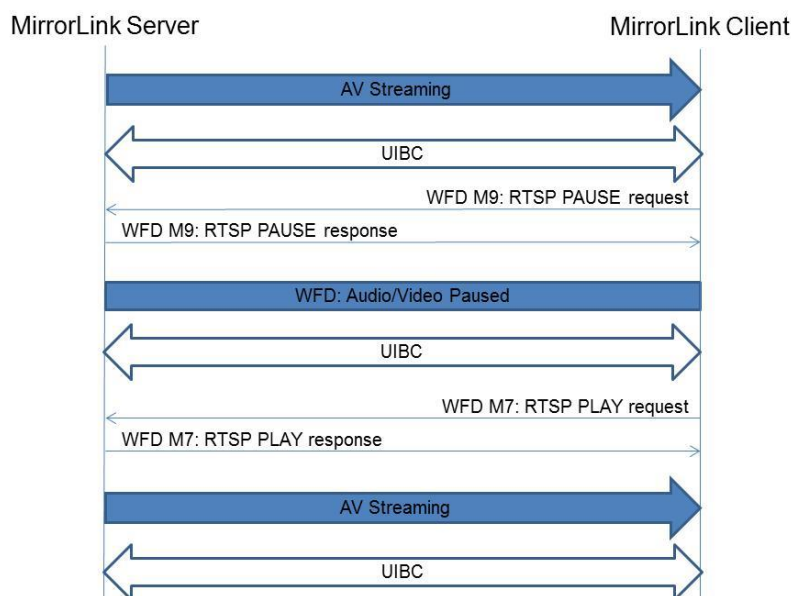 MirrorLink Server
MirrorLink Client
AV Streaming
UIBC
WFD M9: RTSP PAUSE request
WFD M9: RTSP PAUSE response
WFD: Audio/Video Paused
UIBC
WFD M7: RTSP PLAY request
WFD M7: RTSP PLAY response
AV Streaming
UIBC